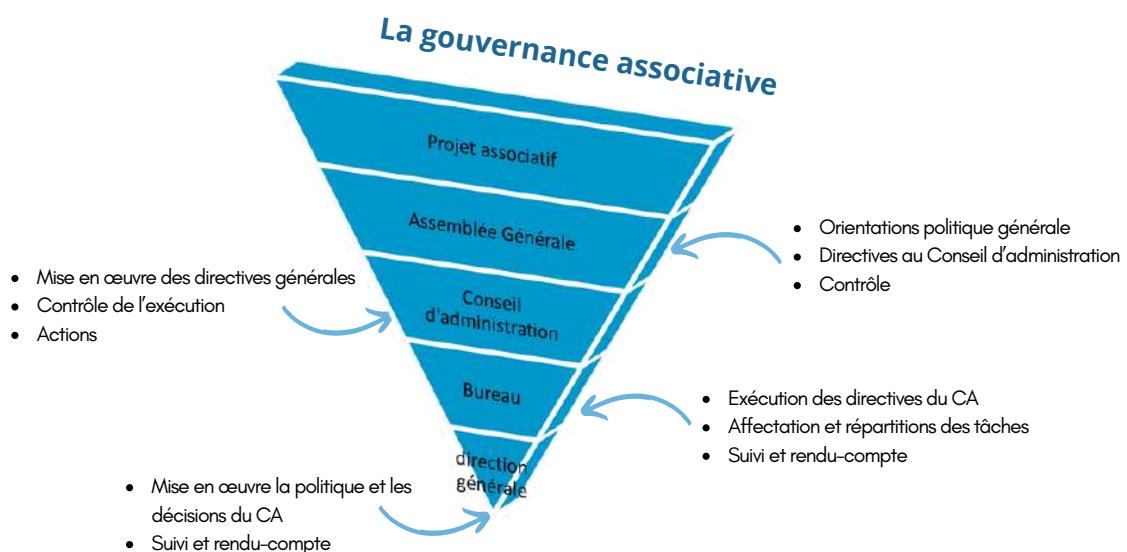 La gouvernance associative
Projet associatif
Assemblée Générale
• Orientations politique générale
• Directives au Conseil d'administration
• Contrôle
• Mise en œuvre des directives générales
• Contrôle de l'exécution
• Actions
Conseil
d'administration
Bureau
• Exécution des directives du CA
• Affectation et répartitions des tâches
• Suivi et rendu-compte
direction
générale
• Mise en œuvre la politique et les
décisions du CA
• Suivi et rendu-compte